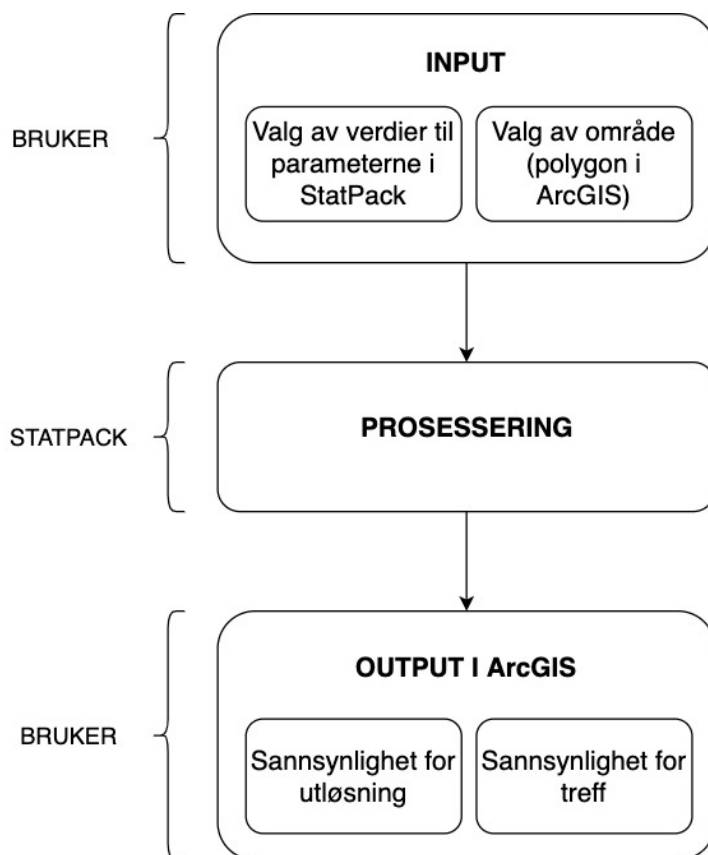 BRUKER
INPUT
Valg av verdier til
parameterne i
StatPack
Valg av område
(polygon i
ArcGIS)
STATPACK
PROSESSERING
BRUKER
OUTPUT I ArcGIS
Sannsynlighet for
utløsning
Sannsynlighet for
treff